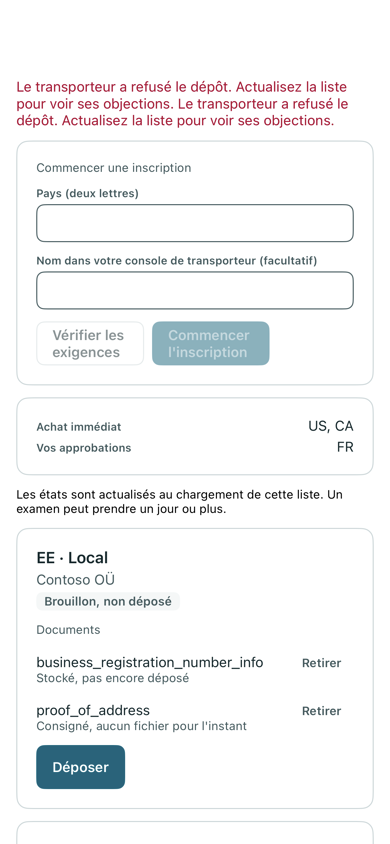 Le transporteur a refusé le dépôt. Actualisez la liste
pour voir ses objections. Le transporteur a refusé le
dépôt. Actualisez la liste pour voir ses objections.
Commencer une inscription
Pays (deux lettres)
Nom dans votre console de transporteur (facultatif)
Vérifier les
exigences
Commencer
l'inscription
Achat immédiat
US, CA
Vos approbations
FR
Les états sont actualisés au chargement de cette liste. Un
examen peut prendre un jour ou plus.
EE · Local
Contoso OÜ
Brouillon, non déposé
Documents
business_registration_number_info
Retirer
Stocké, pas encore déposé
proof_of_address
Retirer
Consigné, aucun fichier pour l'instant
Déposer